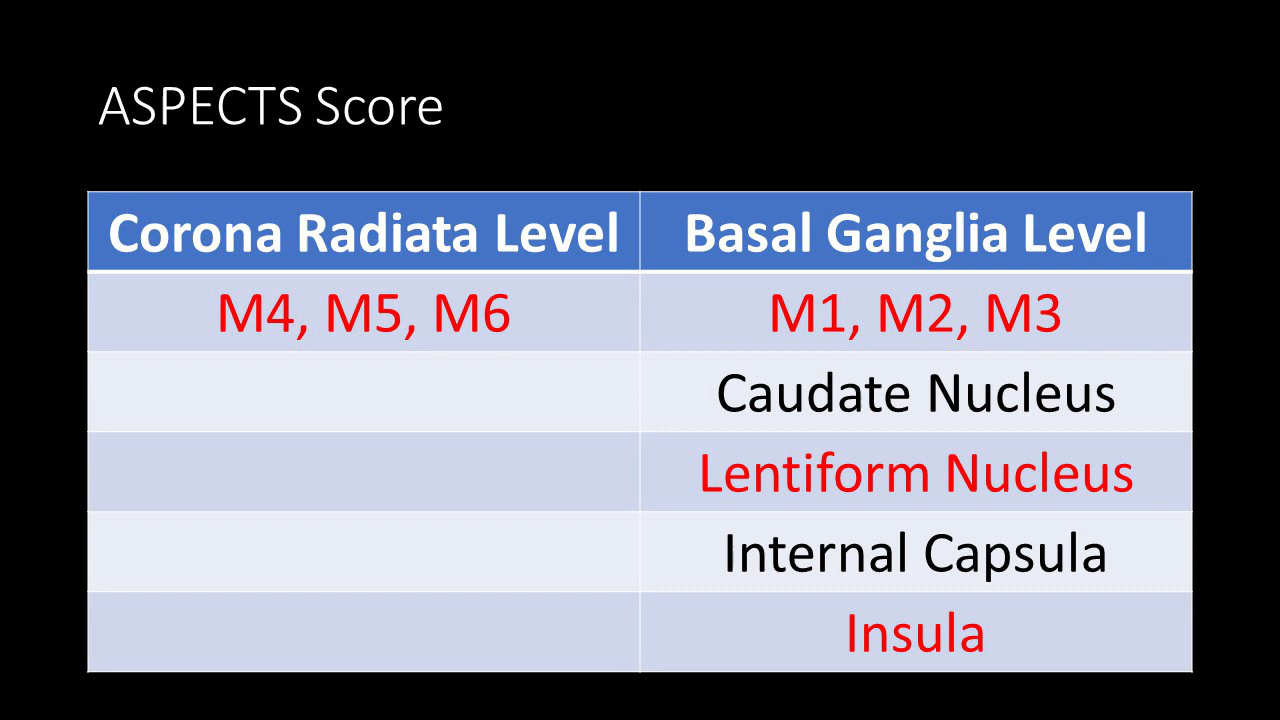 ASPECTS Score
Corona Radiata Level
Basal Ganglia Level
M4, M5, M6
M1, M2, M3
Caudate Nucleus
Lentiform Nucleus
Internal Capsula
Insula